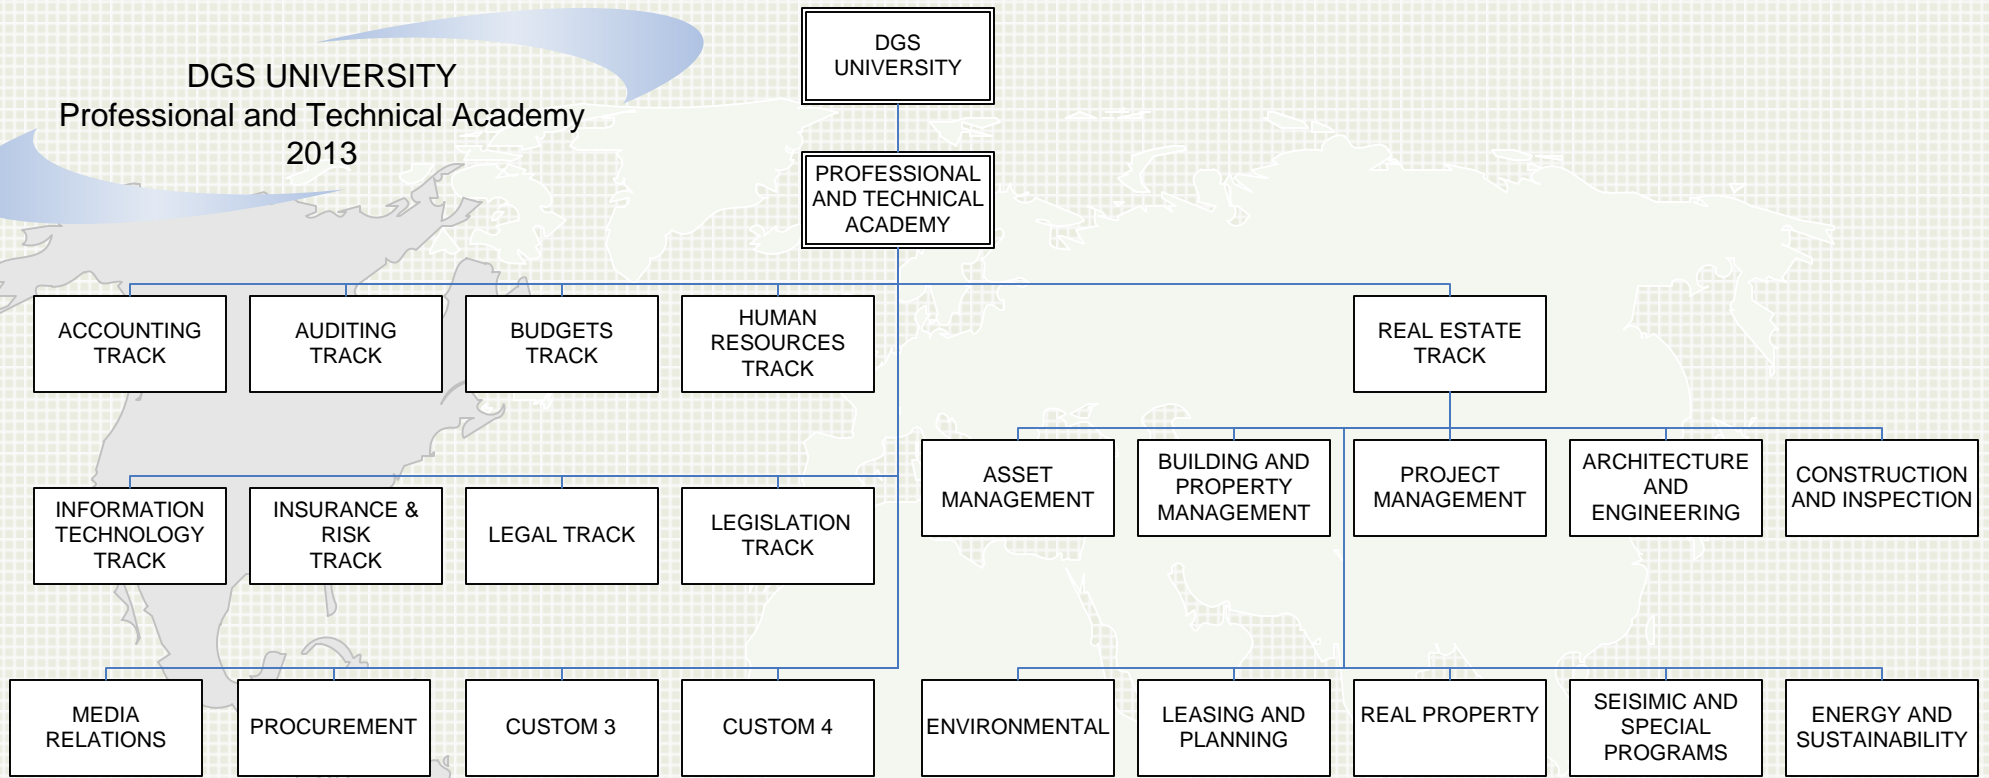 DGS UNIVERSITY
Professional and Technical Academy
2013
DGS
UNIVERSITY
PROFESSIONAL
AND TECHNICAL
ACADEMY
ACCOUNTING
TRACK
AUDITING
TRACK
BUDGETS
TRACK
HUMAN
RESOURCES
TRACK
REAL ESTATE
TRACK
INFORMATION
TECHNOLOGY
TRACK
INSURANCE &
RISK
TRACK
LEGAL TRACK
LEGISLATION
TRACK
ASSET
MANAGEMENT
BUILDING AND
PROPERTY
MANAGEMENT
PROJECT
MANAGEMENT
ARCHITECTURE
AND
ENGINEERING
CONSTRUCTION
AND INSPECTION
MEDIA
RELATIONS
PROCUREMENT
CUSTOM 3
CUSTOM 4
ENVIRONMENTAL
LEASING AND
PLANNING
REAL PROPERTY
SEISIMIC AND
SPECIAL
PROGRAMS
ENERGY AND
SUSTAINABILITY